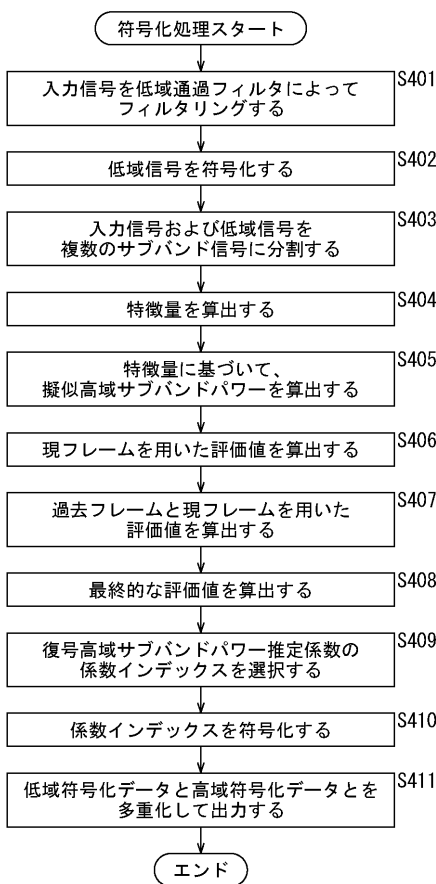 符号化処理スタート
S401
入力信号を低域通過フィルタによって
フィルタリングする
S402
低域信号を符号化する
S403
入力信号および低域信号を
複数のサブバンド信号に分割する
S404
特徴量を算出する
S405
特徴量に基づいて、
擬似高域サブバンドパワーを算出する
S406
現フレームを用いた評価値を算出する
S407
過去フレームと現フレームを用いた
評価値を算出する
S408
最終的な評価値を算出する
S409
復号高域サブバンドパワー推定係数の
係数インデックスを選択する
S410
係数インデックスを符号化する
S411
低域符号化データと高域符号化データとを
多重化して出力する
エンド